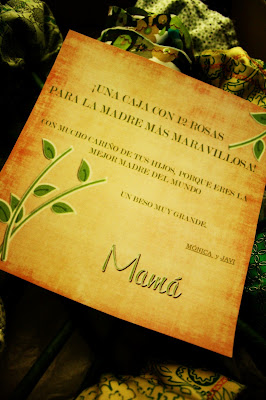 ¡UNA CAJA CON 12 ROSAS
PARA LA MADRE MÁS MARAVILLOSA!
CON MUCHO CARIÑO DE TUS HIJOS, PORQUE ERES LA
MEJOR MADRE DEL MUNDO
UN BESO MUY GRANDE.
MÓNICA y JAVI
Mamá